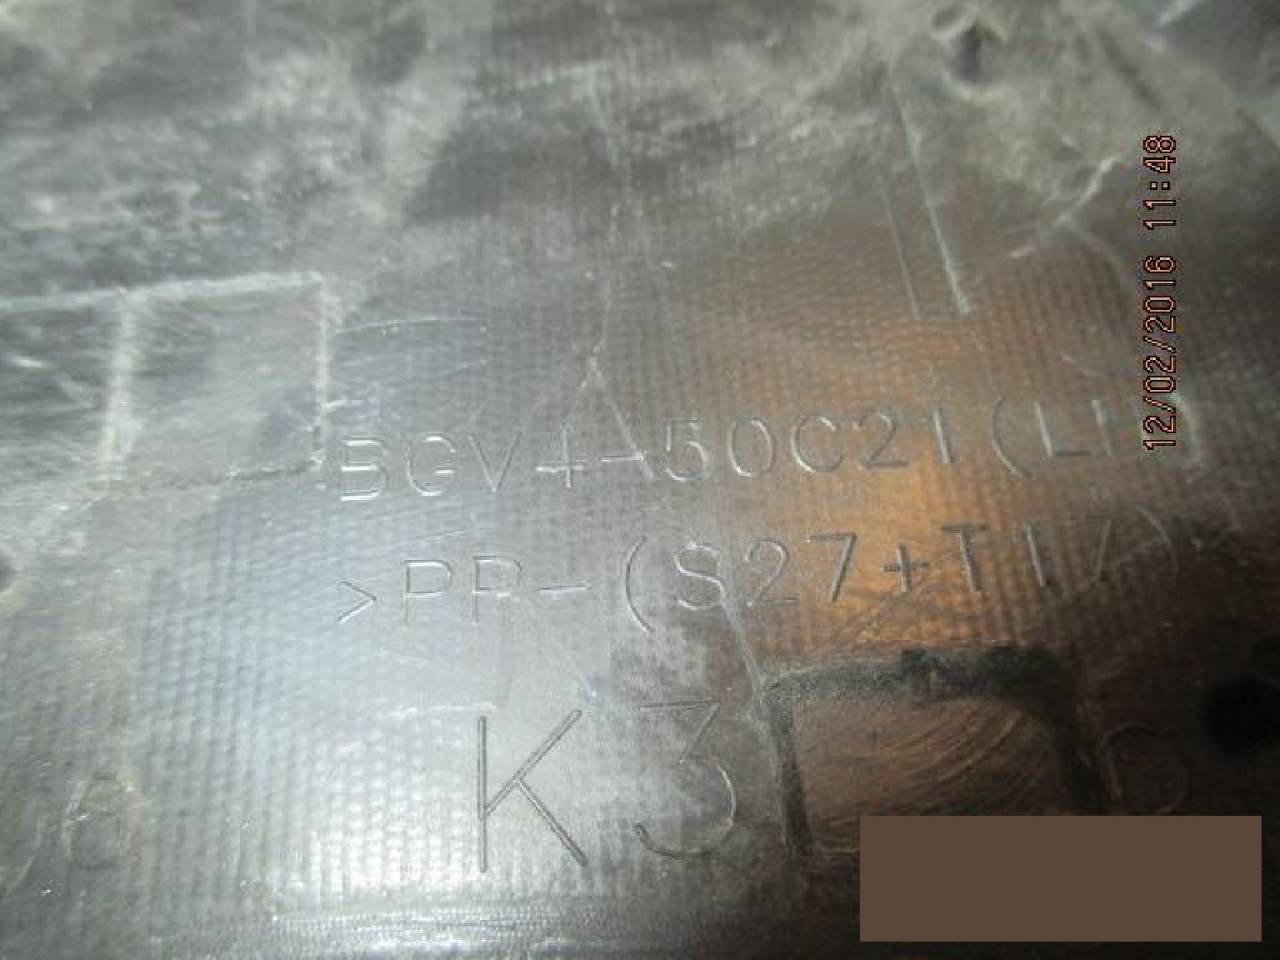 BGV4-50C21(LH)
>PP-(S27+T17)
K3
12/02/2016 11:48